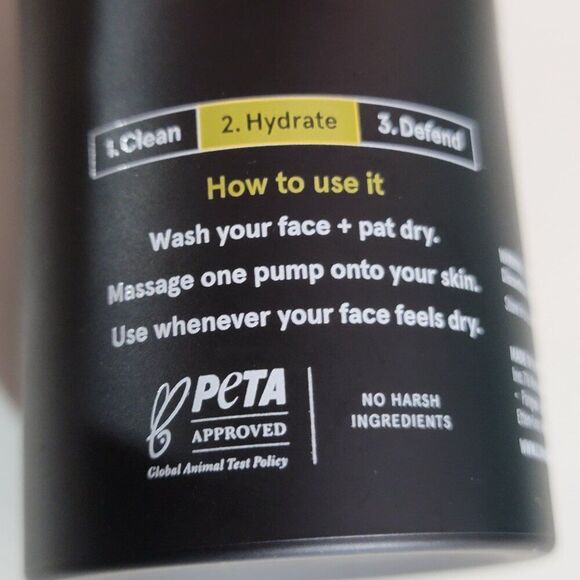 1. Clean 2. Hydrate 3. Defend
How to use it
Wash your face + pat dry.
Massage one pump onto your skin.
Use whenever your face feels dry.
PeTA
APPROVED
Global Animal Test Policy
NO HARSH
INGREDIENTS